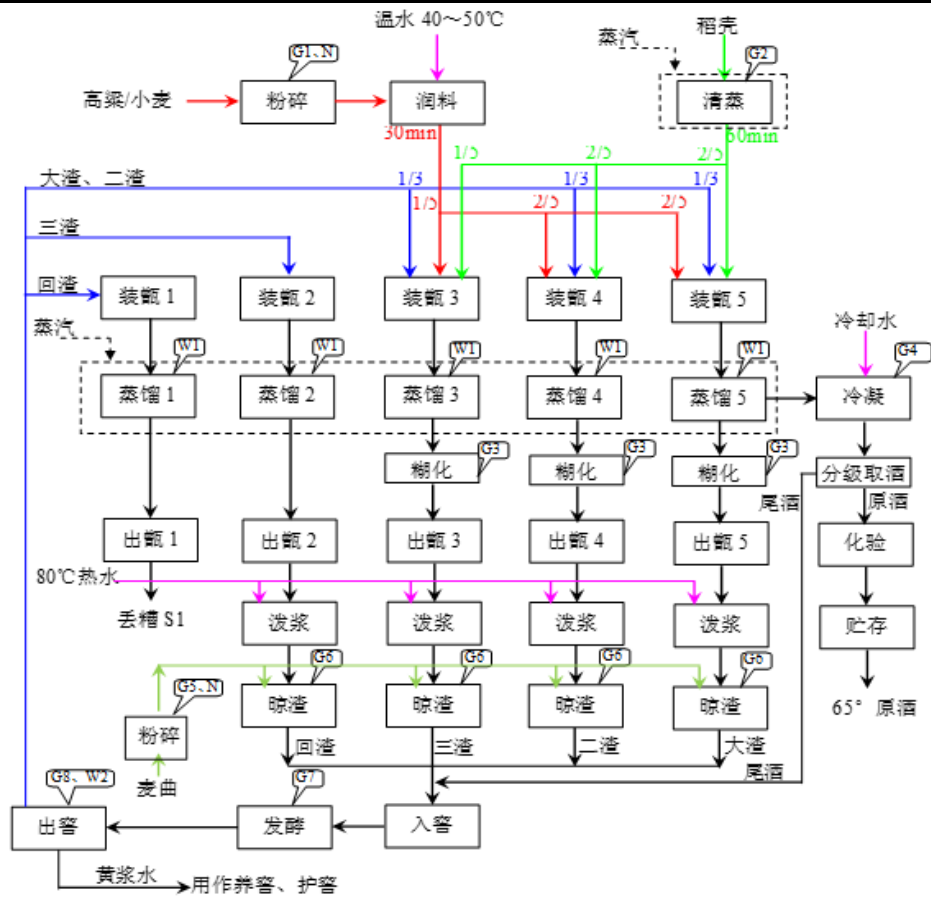 温水 40～50℃
稻壳
蒸汽
G1、N
G2
高粱/小麦
粉碎
润料
清蒸
30min
60min
1/5
2/5
2/5
大渣、二渣
1/3
1/3
1/3
1/5
2/5
2/5
三渣
回渣
装甑 1
装甑 2
装甑 3
装甑 4
装甑 5
蒸汽
冷却水
W1
W1
W1
W1
W1
G4
蒸馏 1
蒸馏 2
蒸馏 3
蒸馏 4
蒸馏 5
冷凝
G3
G3
G3
糊化
糊化
糊化
分级取酒
尾酒
原酒
出甑 1
出甑 2
出甑 3
出甑 4
出甑 5
化验
80℃热水
丢糟 S1
泼浆
泼浆
泼浆
泼浆
贮存
G6
G6
G6
G6
G5、N
晾渣
晾渣
晾渣
晾渣
65° 原酒
粉碎
回渣
三渣
二渣
大渣
麦曲
尾酒
G8、W2
G7
出窖
发酵
入窖
黄浆水
用作养窖、护窖